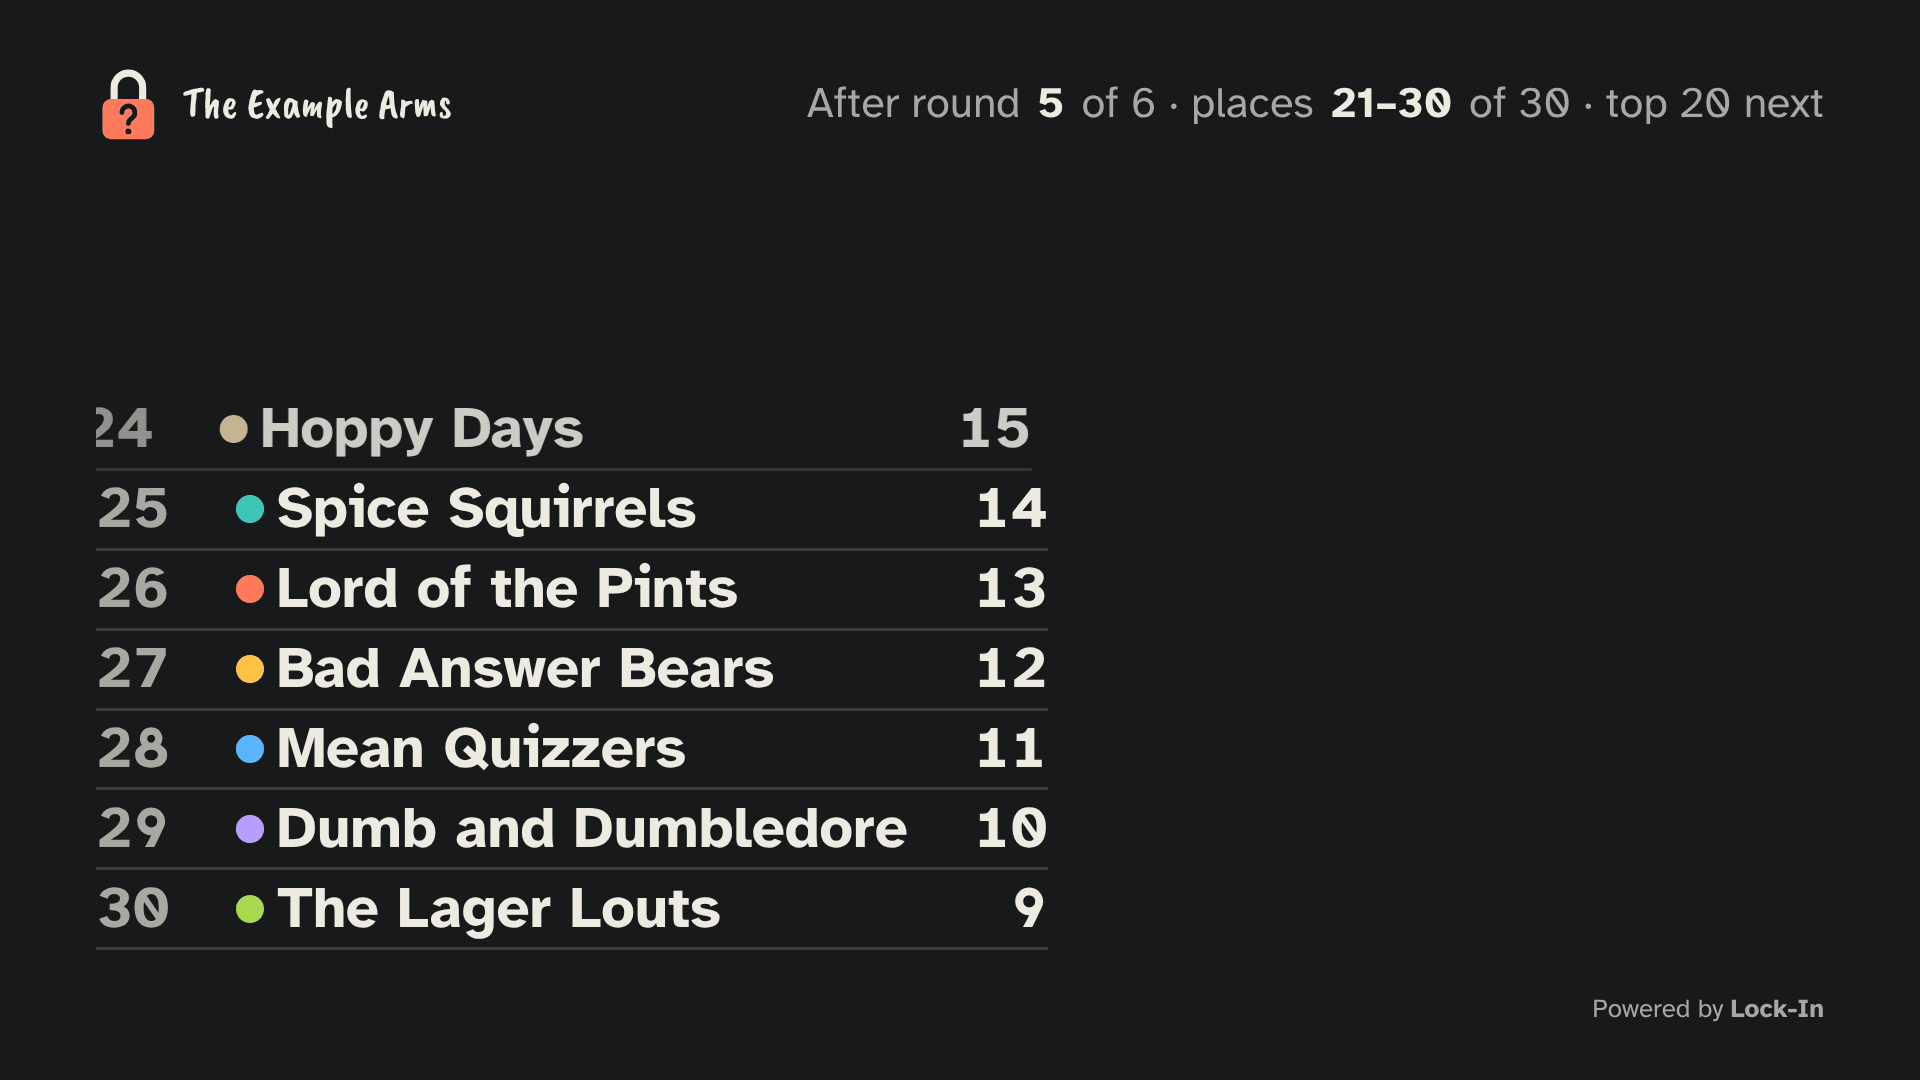 The Example Arms
After round 5 of 6 · places 21–30 of 30 · top 20 next
24 Hoppy Days 15
25 Spice Squirrels 14
26 Lord of the Pints 13
27 Bad Answer Bears 12
28 Mean Quizzers 11
29 Dumb and Dumbledore 10
30 The Lager Louts 9
Powered by Lock-In